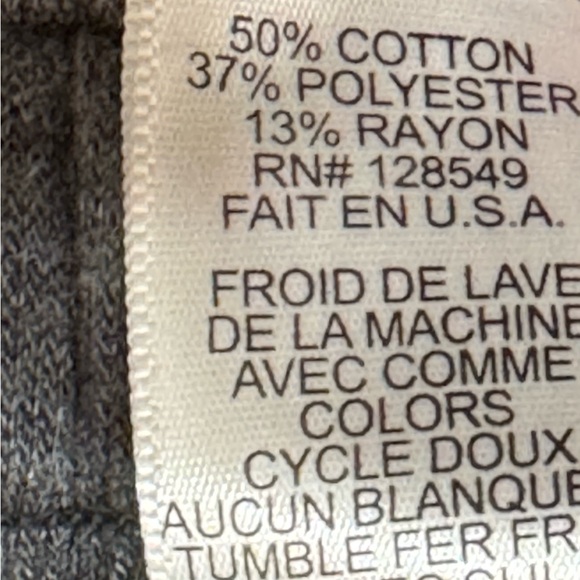 50% COTTON
37% POLYESTER
13% RAYON
RN# 128549
FAIT EN U.S.A.
FROID DE LAVE
DE LA MACHINE
AVEC COMME
COLORS
CYCLE DOUX
AUCUN BLANQUE
TUMBLE FER FR